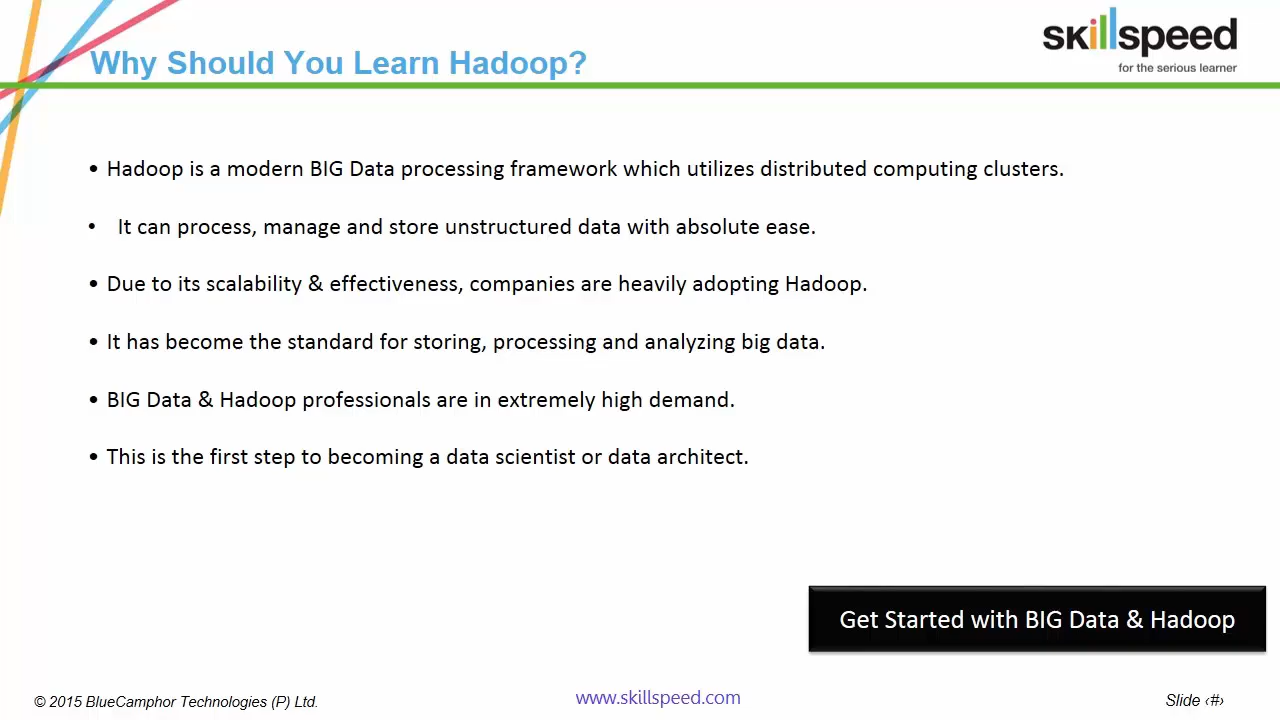 skillspeed
for the serious learner
Why Should You Learn Hadoop?
• Hadoop is a modern BIG Data processing framework which utilizes distributed computing clusters.
• It can process, manage and store unstructured data with absolute ease.
• Due to its scalability & effectiveness, companies are heavily adopting Hadoop.
• It has become the standard for storing, processing and analyzing big data.
• BIG Data & Hadoop professionals are in extremely high demand.
• This is the first step to becoming a data scientist or data architect.
Get Started with BIG Data & Hadoop
© 2015 BlueCamphor Technologies (P) Ltd.
www.skillspeed.com
Slide ‹#›